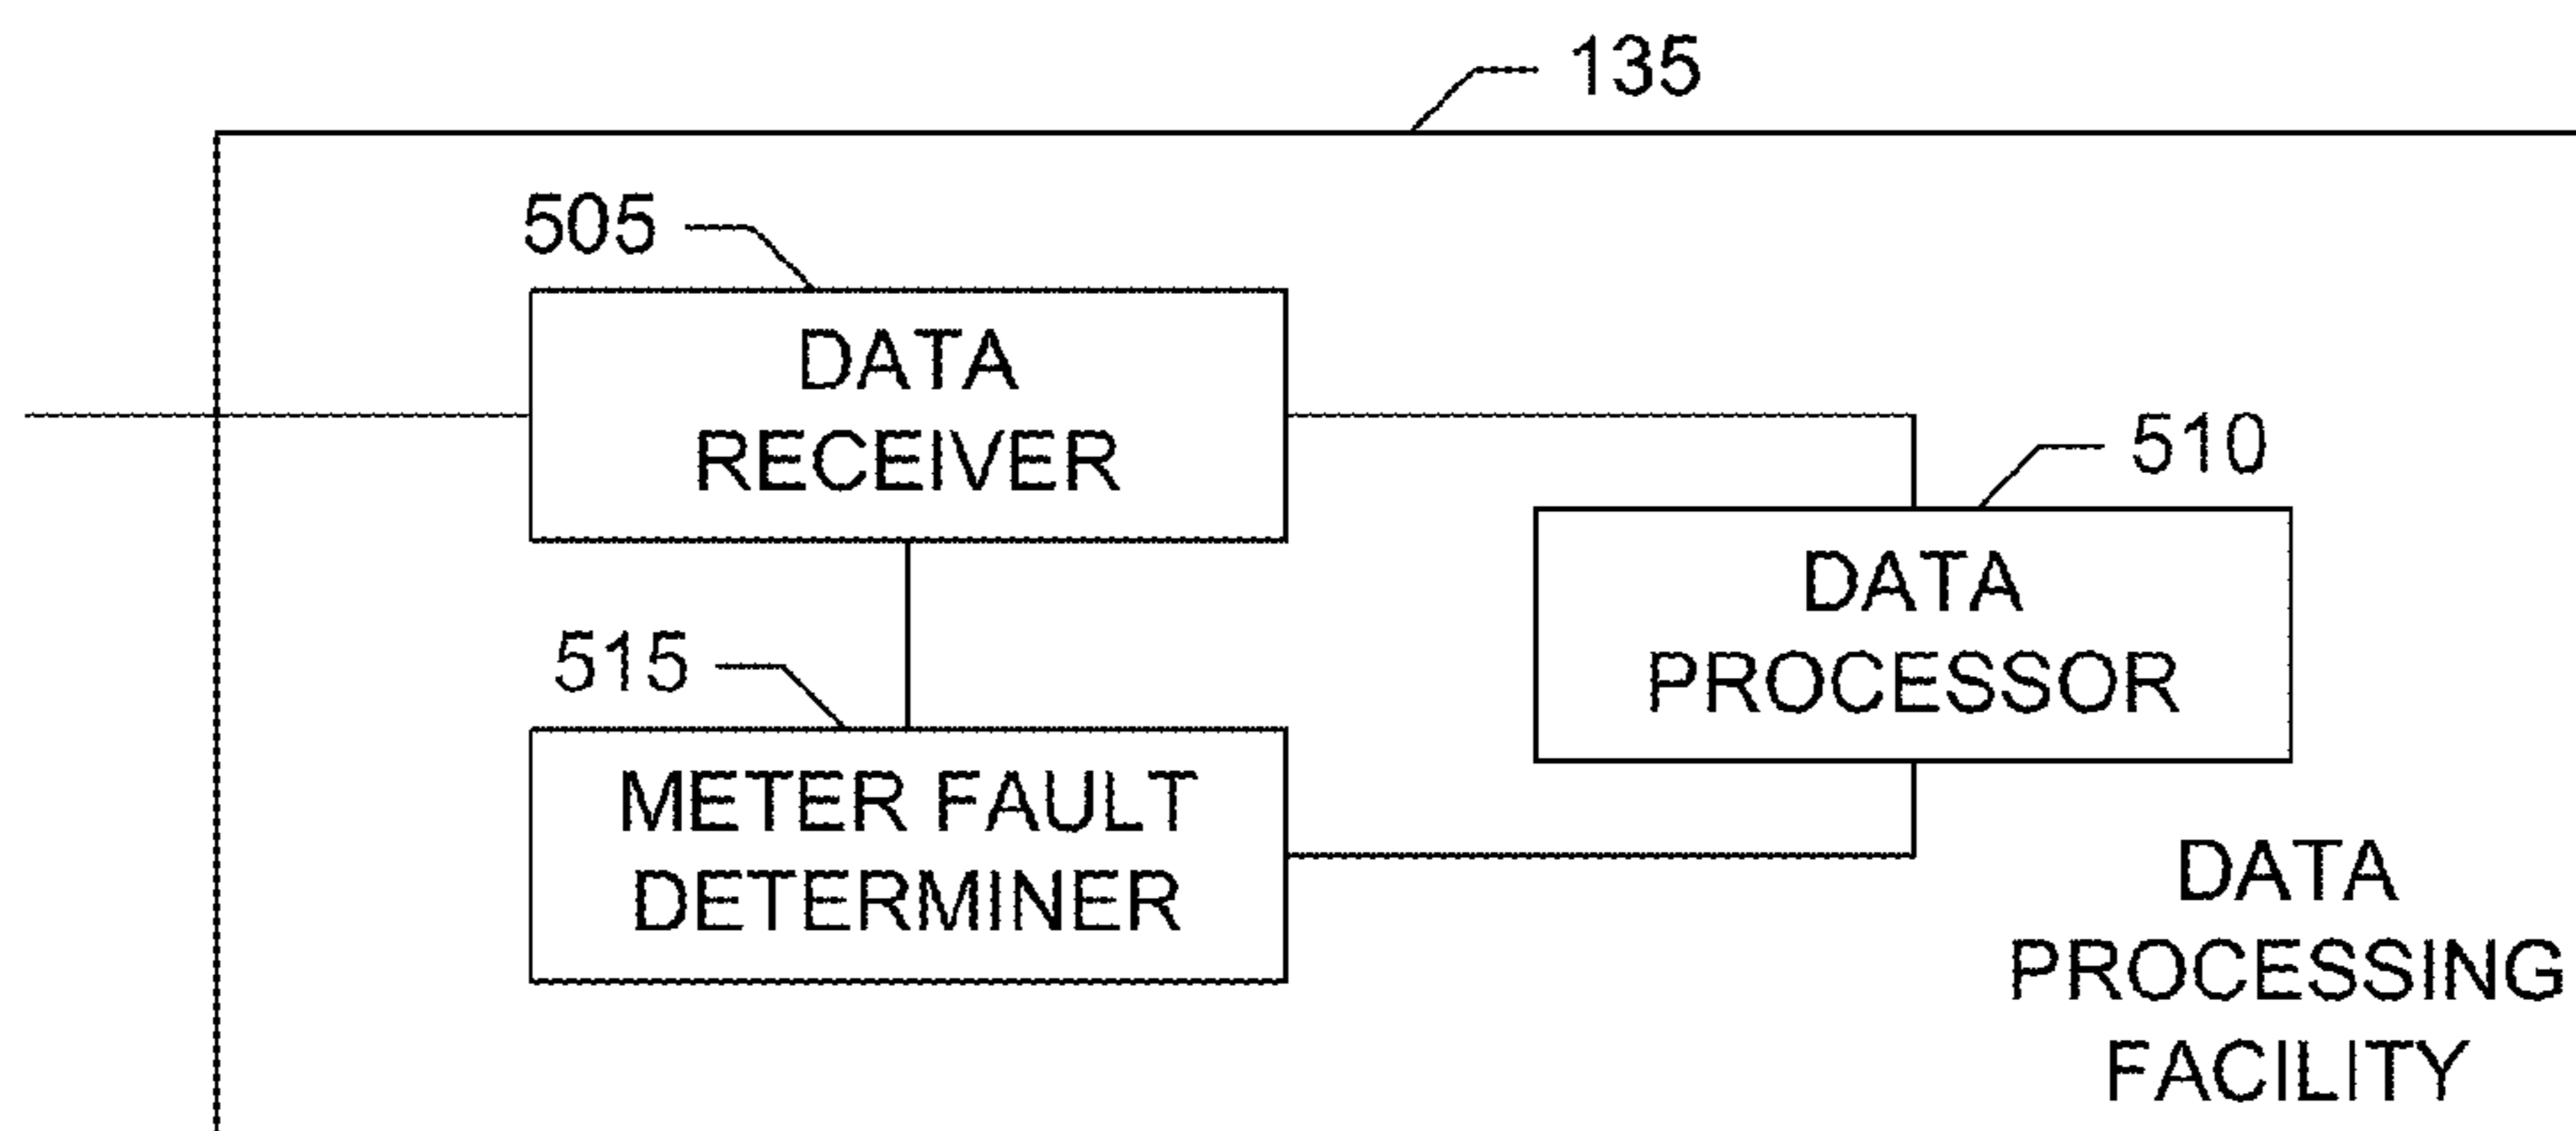 135
505
DATA
RECEIVER
510
DATA
PROCESSOR
515
METER FAULT
DETERMINER
DATA
PROCESSING
FACILITY